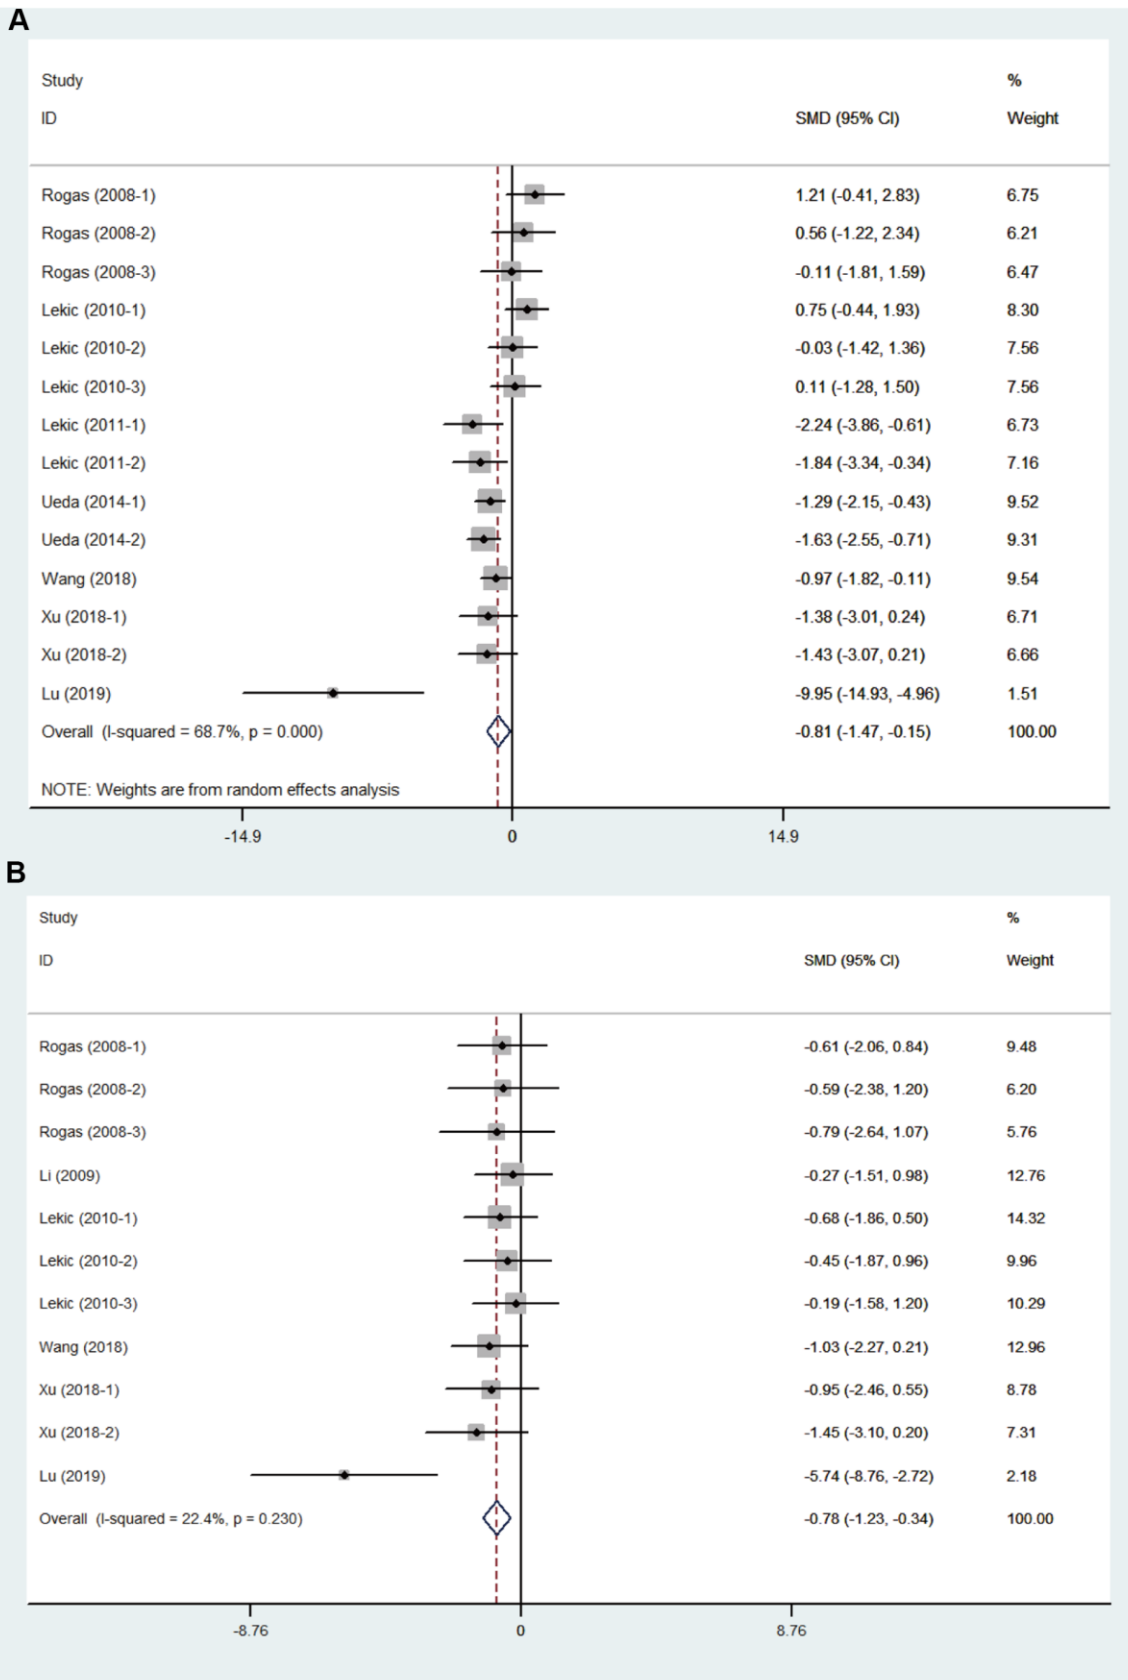 A
Study %
ID SMD (95% CI) Weight
Rogas (2008-1) 1.21 (-0.41, 2.83) 6.75
Rogas (2008-2) 0.56 (-1.22, 2.34) 6.21
Rogas (2008-3) -0.11 (-1.81, 1.59) 6.47
Lekic (2010-1) 0.75 (-0.44, 1.93) 8.30
Lekic (2010-2) -0.03 (-1.42, 1.36) 7.56
Lekic (2010-3) 0.11 (-1.28, 1.50) 7.56
Lekic (2011-1) -2.24 (-3.86, -0.61) 6.73
Lekic (2011-2) -1.84 (-3.34, -0.34) 7.16
Ueda (2014-1) -1.29 (-2.15, -0.43) 9.52
Ueda (2014-2) -1.63 (-2.55, -0.71) 9.31
Wang (2018) -0.97 (-1.82, -0.11) 9.54
Xu (2018-1) -1.38 (-3.01, 0.24) 6.71
Xu (2018-2) -1.43 (-3.07, 0.21) 6.66
Lu (2019) -9.95 (-14.93, -4.96) 1.51
Overall (I-squared = 68.7%, p = 0.000) -0.81 (-1.47, -0.15) 100.00
NOTE: Weights are from random effects analysis
-14.9 0 14.9
B
Study %
ID SMD (95% CI) Weight
Rogas (2008-1) -0.61 (-2.06, 0.84) 9.48
Rogas (2008-2) -0.59 (-2.38, 1.20) 6.20
Rogas (2008-3) -0.79 (-2.64, 1.07) 5.76
Li (2009) -0.27 (-1.51, 0.98) 12.76
Lekic (2010-1) -0.68 (-1.86, 0.50) 14.32
Lekic (2010-2) -0.45 (-1.87, 0.96) 9.96
Lekic (2010-3) -0.19 (-1.58, 1.20) 10.29
Wang (2018) -1.03 (-2.27, 0.21) 12.96
Xu (2018-1) -0.95 (-2.46, 0.55) 8.78
Xu (2018-2) -1.45 (-3.10, 0.20) 7.31
Lu (2019) -5.74 (-8.76, -2.72) 2.18
Overall (I-squared = 22.4%, p = 0.230) -0.78 (-1.23, -0.34) 100.00
-8.76 0 8.76